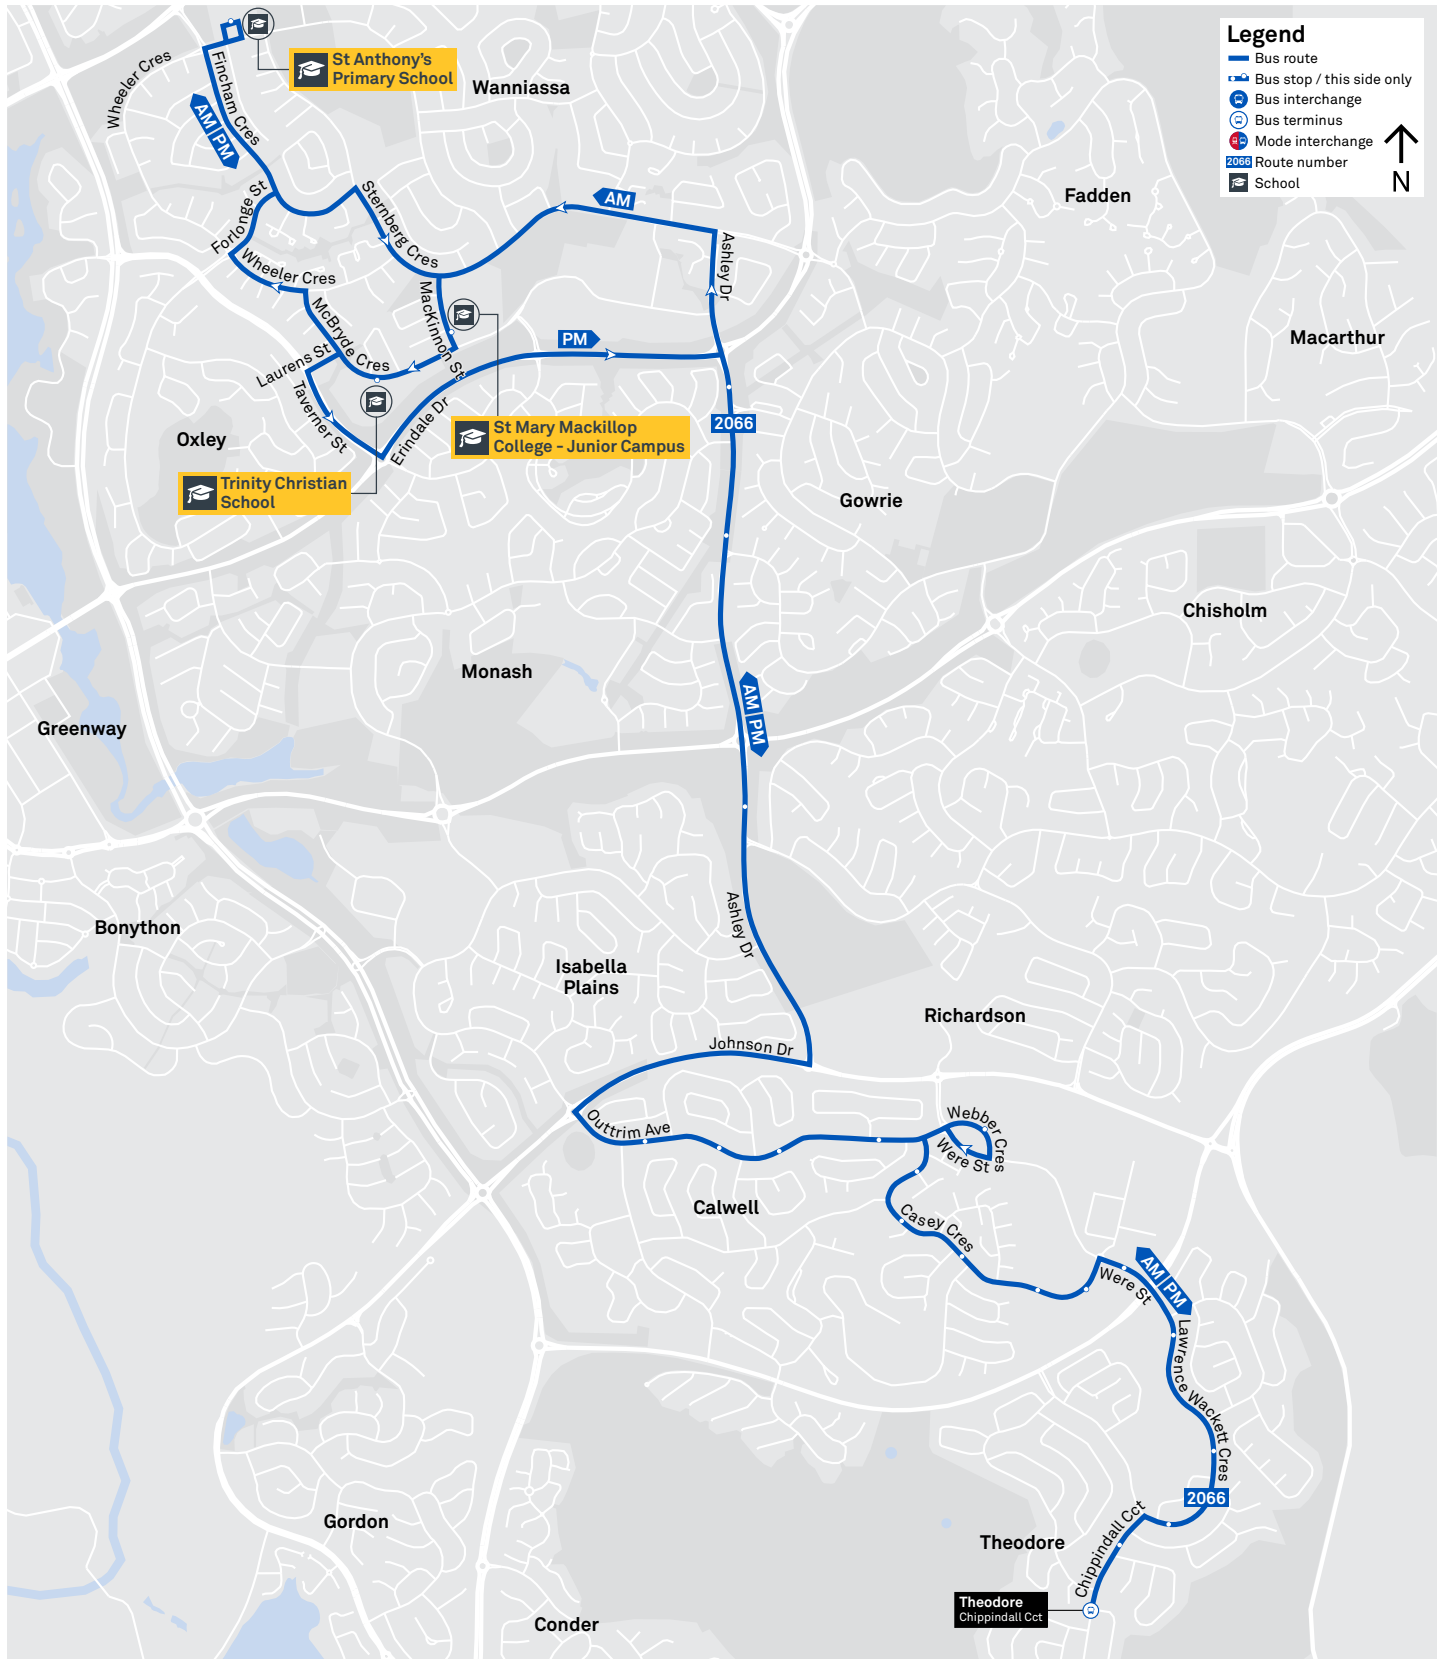 Legend
Bus route
Bus stop / this side only
Bus interchange
Bus terminus
Mode interchange
2066 Route number
School
N
St Anthony's
Primary School
Wanniassa
Wheeler Cres
Fincham Cres
AM|PM
Fadden
Sternberg Cres
AM
Forlonge St
Wheeler Cres
Ashley Dr
MacKinnon St
McBryde Cres
PM
Macarthur
Laurens St
Taverner St
Erindale Dr
2066
St Mary Mackillop
College - Junior Campus
Oxley
Trinity Christian
School
Gowrie
Chisholm
Monash
AM|PM
Greenway
Bonython
Ashley Dr
Isabella
Plains
Richardson
Johnson Dr
Outtrim Ave
Webber Cres
Were St
Calwell
Casey Cres
Were St
AM|PM
Lawrence Wackett Cres
2066
Gordon
Theodore
Chippindall Cct
Theodore
Chippindall Cct
Conder